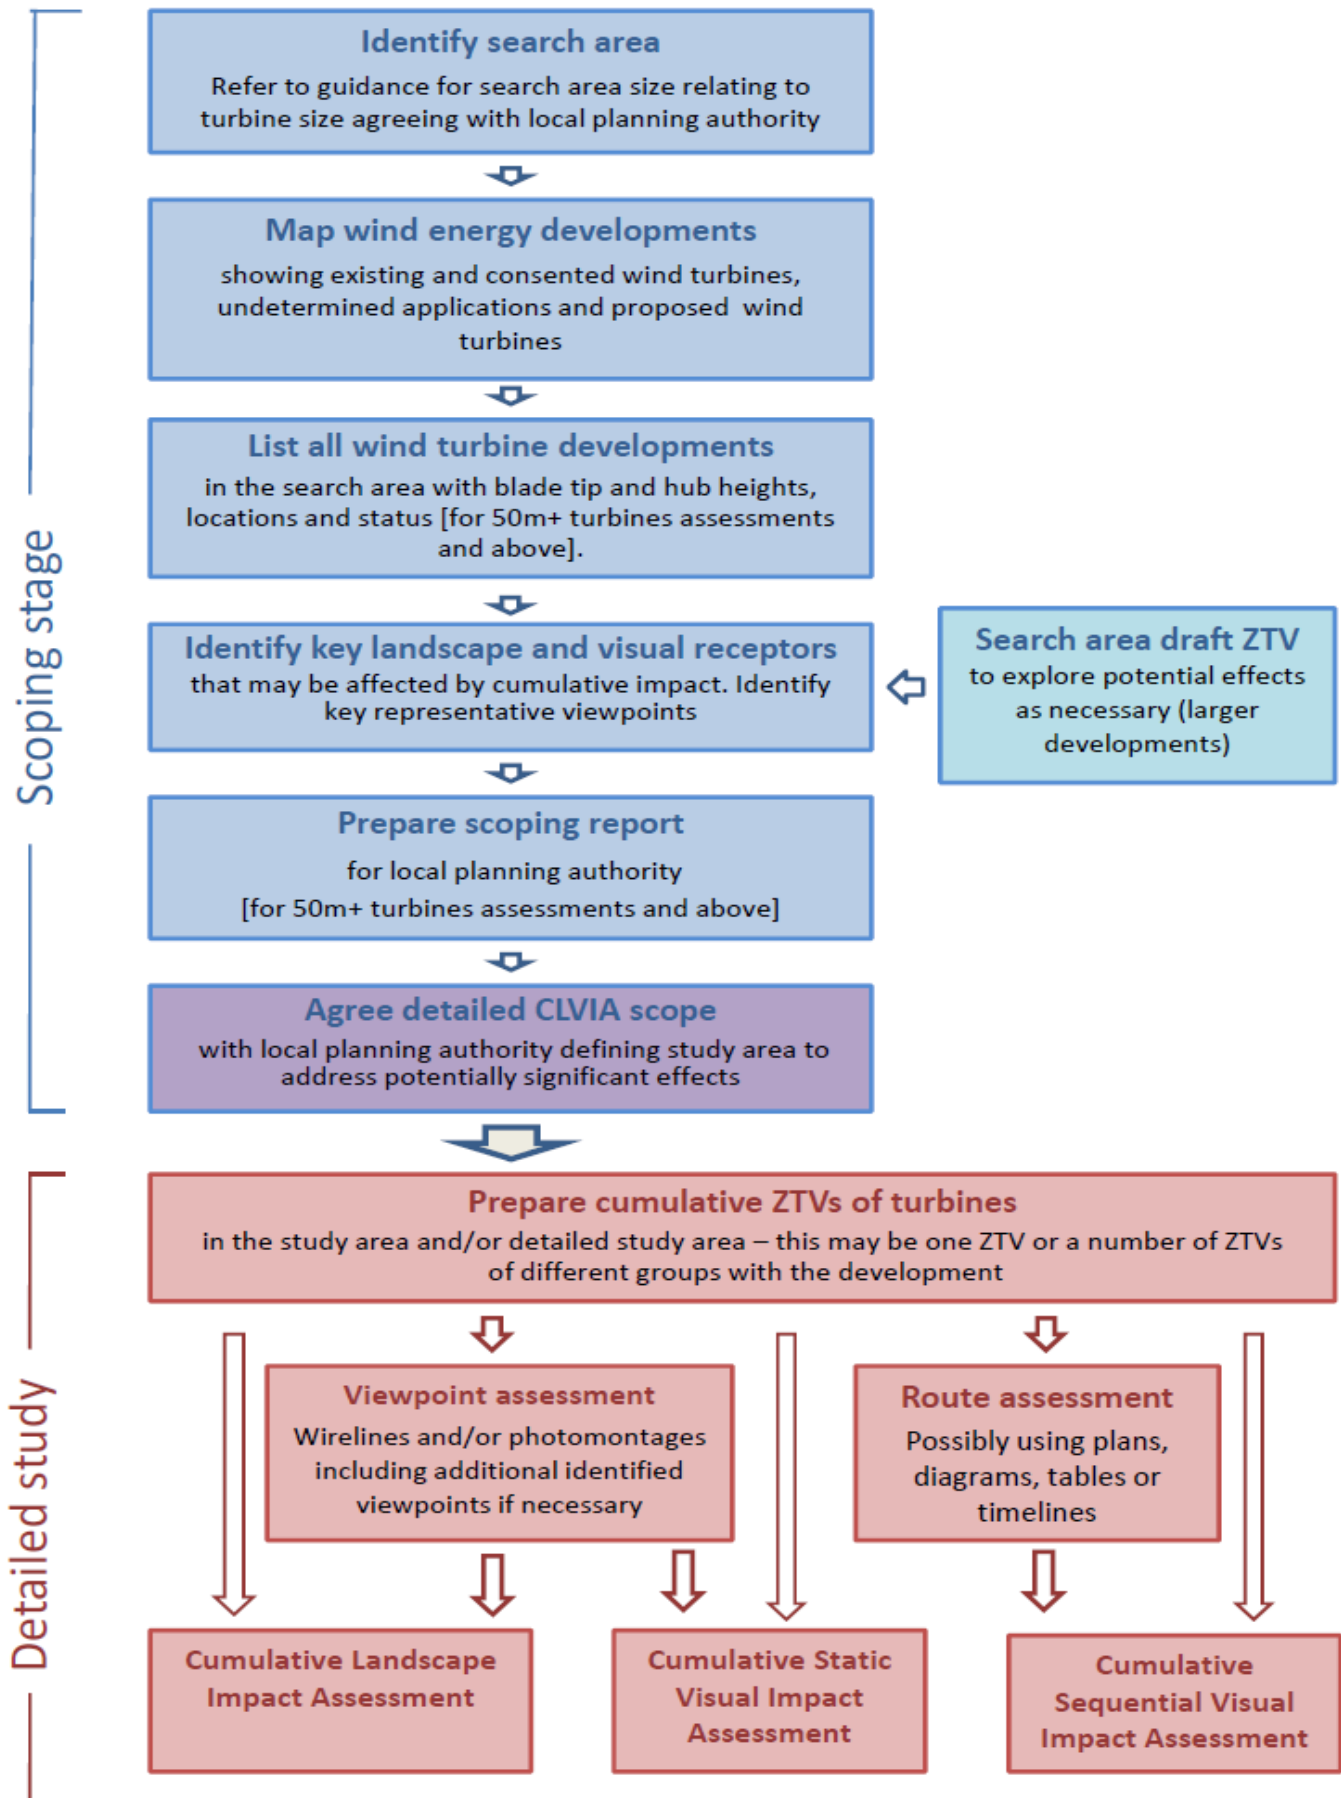 Scoping stage
Identify search area
Refer to guidance for search area size relating to
turbine size agreeing with local planning authority
Map wind energy developments
showing existing and consented wind turbines,
undetermined applications and proposed wind
turbines
List all wind turbine developments
in the search area with blade tip and hub heights,
locations and status [for 50m+ turbines assessments
and above].
Identify key landscape and visual receptors
that may be affected by cumulative impact. Identify
key representative viewpoints
Search area draft ZTV
to explore potential effects
as necessary (larger
developments)
Prepare scoping report
for local planning authority
[for 50m+ turbines assessments and above]
Agree detailed CLVIA scope
with local planning authority defining study area to
address potentially significant effects
Detailed study
Prepare cumulative ZTVs of turbines
in the study area and/or detailed study area – this may be one ZTV or a number of ZTVs
of different groups with the development
Viewpoint assessment
Wirelines and/or photomontages
including additional identified
viewpoints if necessary
Route assessment
Possibly using plans,
diagrams, tables or
timelines
Cumulative Landscape
Impact Assessment
Cumulative Static
Visual Impact
Assessment
Cumulative
Sequential Visual
Impact Assessment